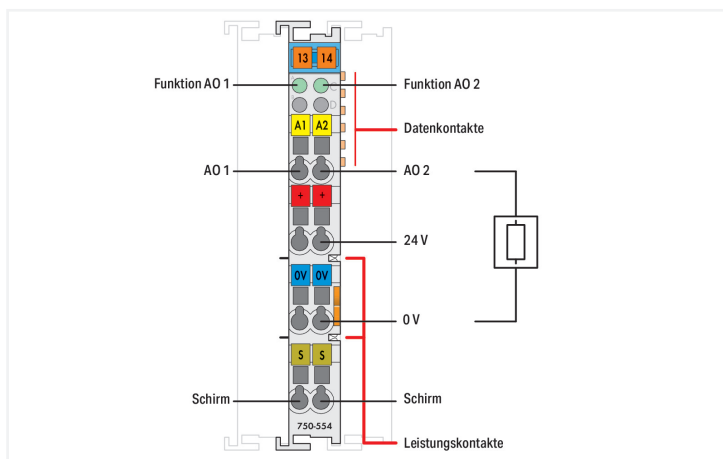 13 14
Funktion AO 1
Funktion AO 2
C
D
Datenkontakte
A1 A2
AO 1
AO 2
+ +
24 V
0V 0V
0 V
S S
Schirm
Schirm
750-554
Leistungskontakte